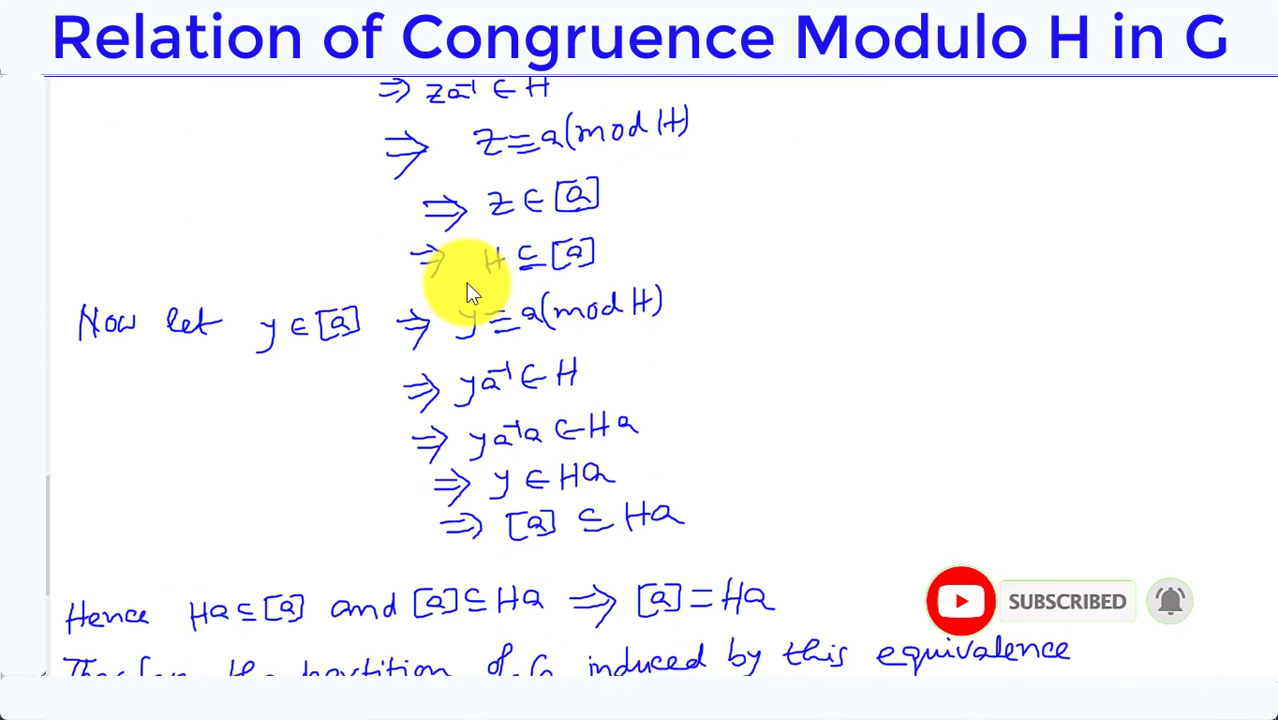 Relation of Congruence Modulo H in G
⇒ za⁻¹ ∈ H
⇒ z ≡ a(mod H)
⇒ z ∈ [a]
⇒ H ⊆ [a]
Now let y ∈ [a] ⇒ y ≡ a(mod H)
⇒ ya⁻¹ ∈ H
⇒ ya⁻¹a ∈ Ha
⇒ y ∈ Ha
⇒ [a] ⊆ Ha
Hence Ha ⊆ [a] and [a] ⊆ Ha ⇒ [a] = Ha
SUBSCRIBED
the partition of G induced by this equivalence